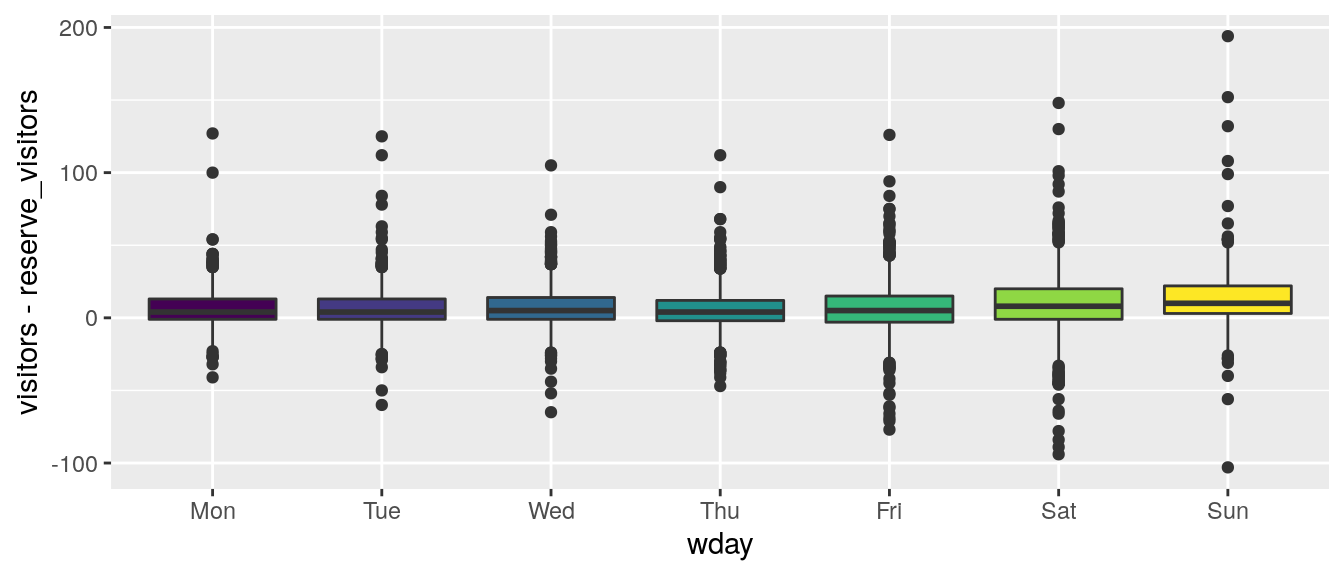 visitors - reserve_visitors
200
100
0
-100
Mon Tue Wed Thu Fri Sat Sun
wday